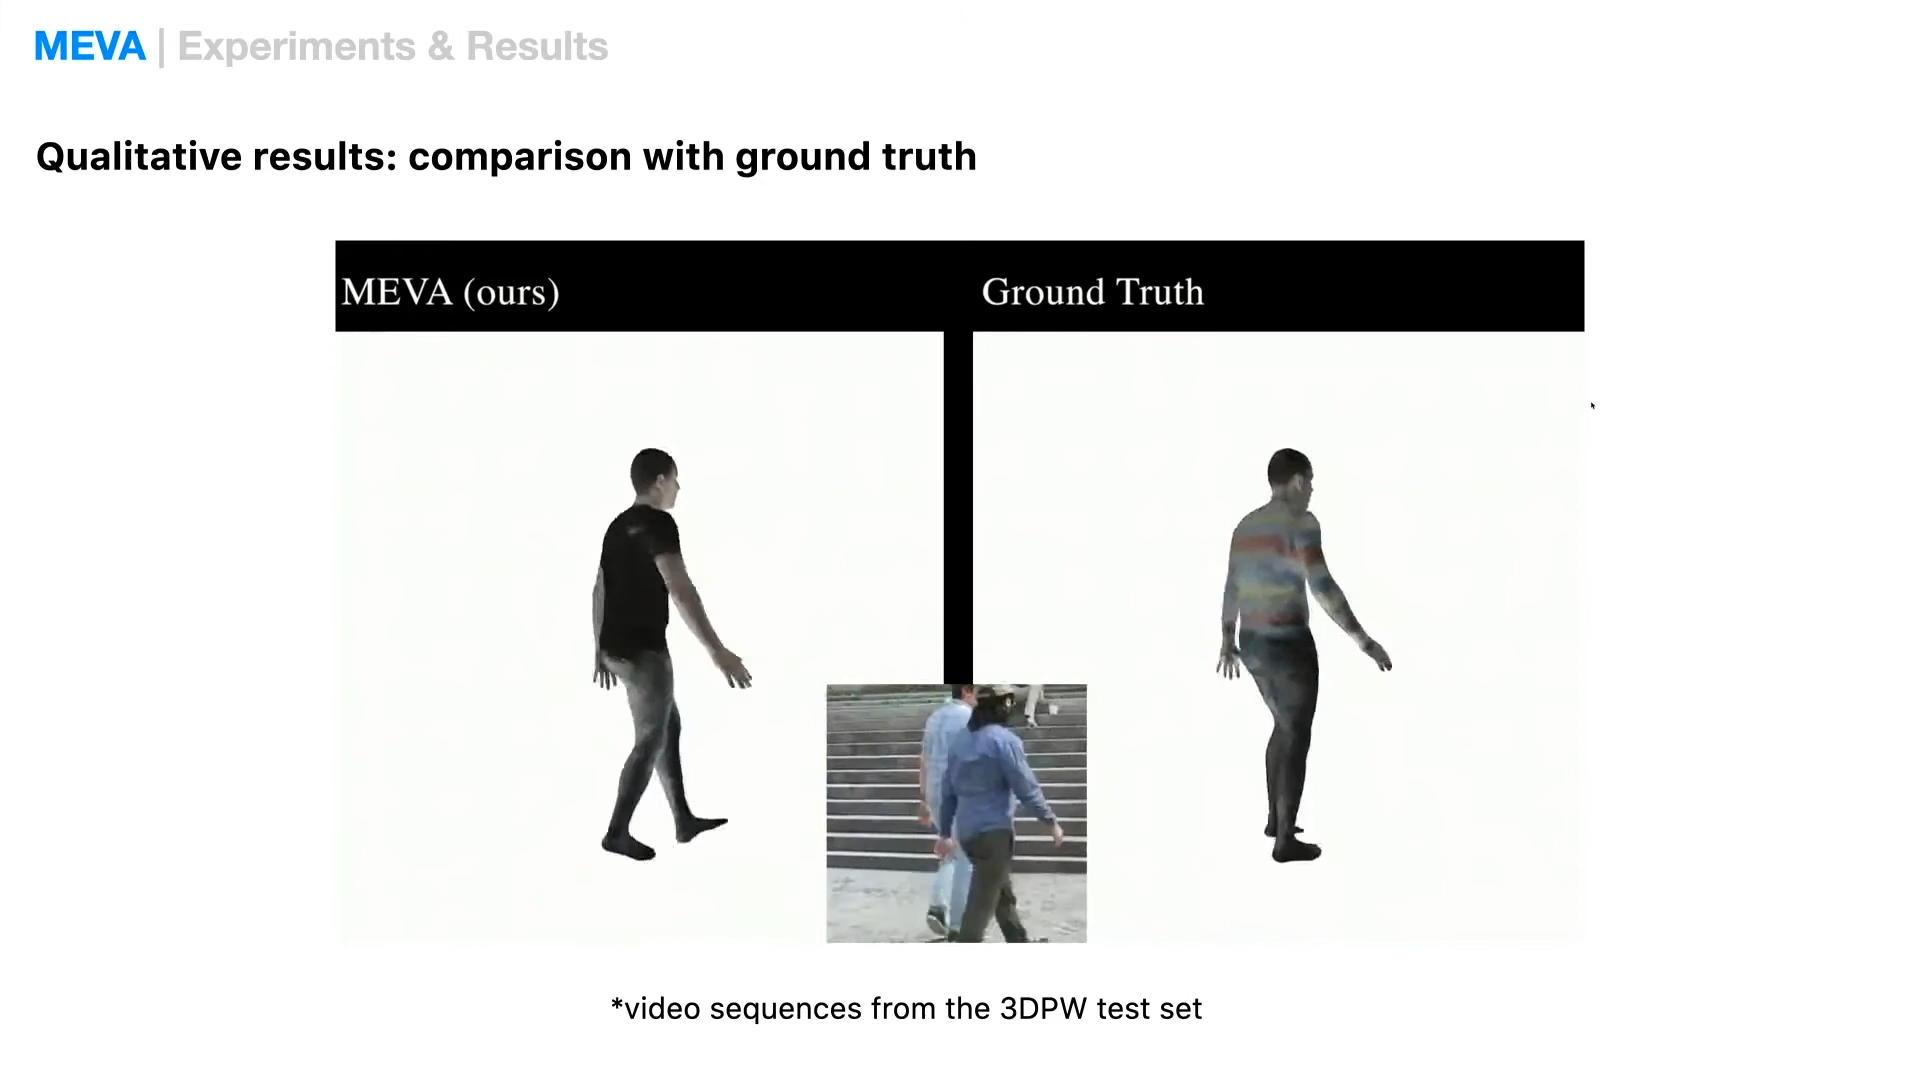 MEVA | Experiments & Results
Qualitative results: comparison with ground truth
MEVA (ours)
Ground Truth
*video sequences from the 3DPW test set